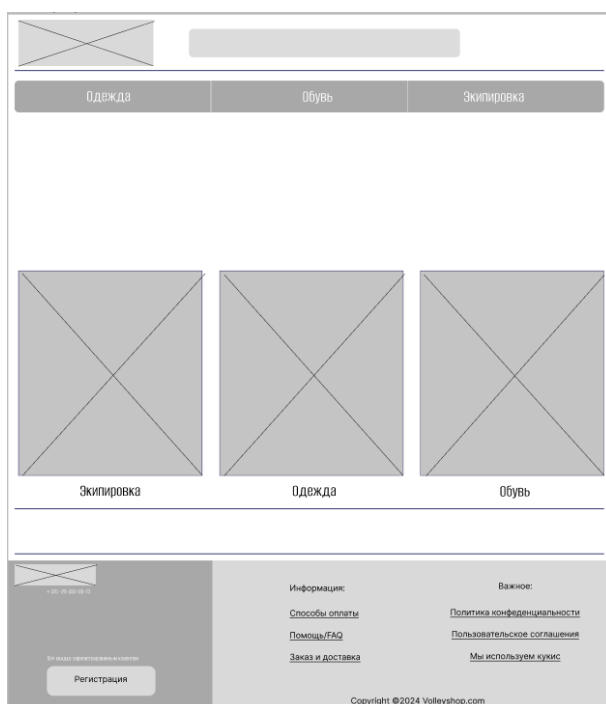 Одежда
Обувь
Экипировка
Экипировка
Одежда
Обувь
Информация:
Важное:
Способы оплаты
Политика конфеденциальности
Помощь/FAQ
Пользовательское соглашение
Заказ и доставка
Мы используем кукис
Регистрация
Copyright ©2024 Volleyshop.com